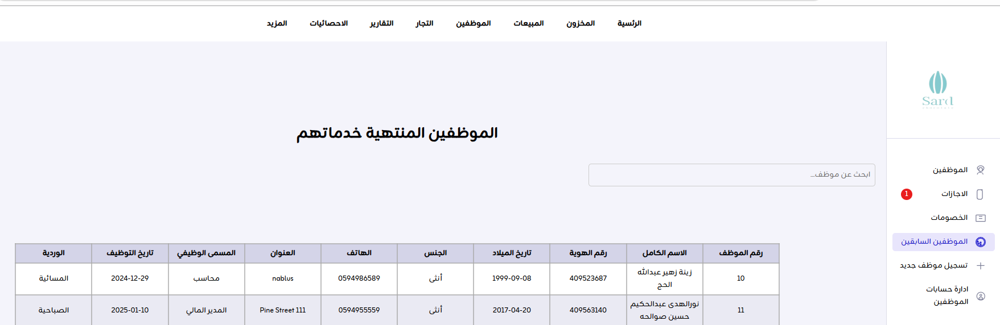 الرئسية
المخزون
المبيعات
الموظفين
التجار
التقارير
الاحصائيات
المزيد
Sard
الموظفين
الاجازات
1
الخصومات
الموظفين السابقين
تسجيل موظف جديد
ادارة حسابات
الموظفين
الموظفين المنتهية خدماتهم
ابحث عن موظف...
رقم الموظف الاسم الكامل رقم الهوية تاريخ الميلاد الجنس الهاتف العنوان المسمى الوظيفي تاريخ التوظيف الوردية
10 زينة زهير عبدالله الحج 409523687 1999-09-08 أنثى 0594986589 nablus محاسب 2024-12-29 المسائية
11 نورالهدى عبدالحكيم حسين صوالحه 409563140 2017-04-20 أنثى 0594955559 Pine Street 111 المدير المالي 2025-01-10 الصباحية